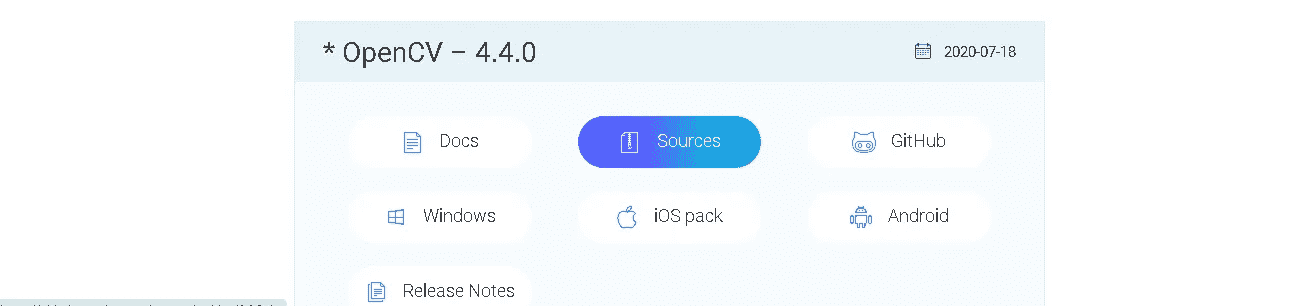 * OpenCV – 4.4.0
2020-07-18
Docs
Sources
GitHub
Windows
iOS pack
Android
Release Notes